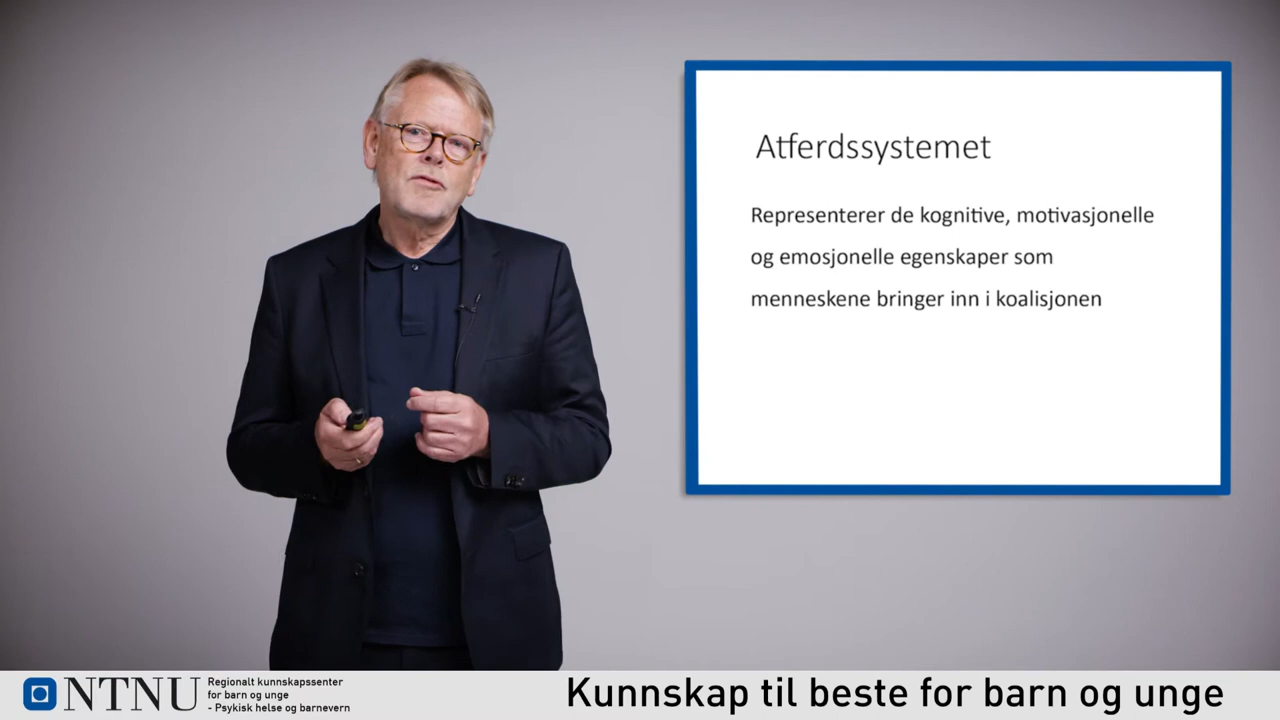 Atferdssystemet
Representerer de kognitive, motivasjonelle
og emosjonelle egenskaper som
menneskene bringer inn i koalisjonen
NTNU
Regionalt kunnskapssenter
for barn og unge
- Psykisk helse og barnevern
Kunnskap til beste for barn og unge